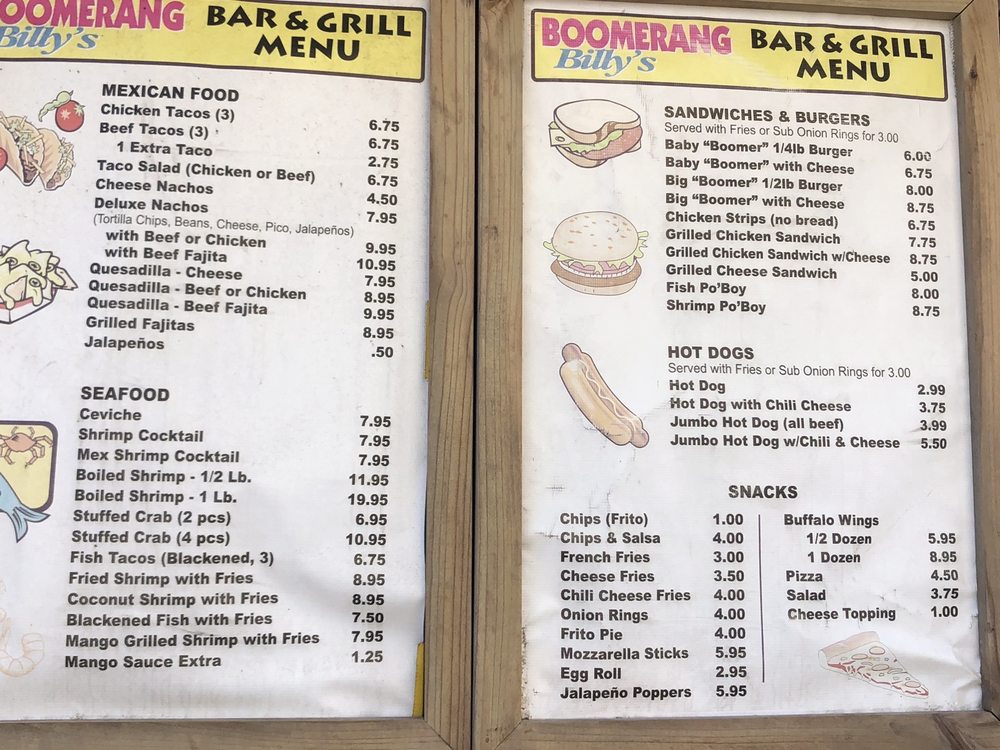 BOOMERANG BAR & GRILL
Billy's MENU
MEXICAN FOOD
Chicken Tacos (3) 6.75
Beef Tacos (3) 6.75
1 Extra Taco 2.75
Taco Salad (Chicken or Beef) 6.75
Cheese Nachos 4.50
Deluxe Nachos 7.95
(Tortilla Chips, Beans, Cheese, Pico, Jalapeños)
with Beef or Chicken 9.95
with Beef Fajita 10.95
Quesadilla - Cheese 7.95
Quesadilla - Beef or Chicken 8.95
Quesadilla - Beef Fajita 9.95
Grilled Fajitas 8.95
Jalapeños .50
SEAFOOD
Ceviche 7.95
Shrimp Cocktail 7.95
Mex Shrimp Cocktail 7.95
Boiled Shrimp - 1/2 Lb. 11.95
Boiled Shrimp - 1 Lb. 19.95
Stuffed Crab (2 pcs) 6.95
Stuffed Crab (4 pcs) 10.95
Fish Tacos (Blackened, 3) 6.75
Fried Shrimp with Fries 8.95
Coconut Shrimp with Fries 8.95
Blackened Fish with Fries 7.50
Mango Grilled Shrimp with Fries 7.95
Mango Sauce Extra 1.25
BOOMERANG BAR & GRILL
Billy's MENU
SANDWICHES & BURGERS
Served with Fries or Sub Onion Rings for 3.00
Baby “Boomer” 1/4lb Burger 6.00
Baby “Boomer” with Cheese 6.75
Big “Boomer” 1/2lb Burger 8.00
Big “Boomer” with Cheese 8.75
Chicken Strips (no bread) 6.75
Grilled Chicken Sandwich 7.75
Grilled Chicken Sandwich w/Cheese 8.75
Grilled Cheese Sandwich 5.00
Fish Po'Boy 8.00
Shrimp Po'Boy 8.75
HOT DOGS
Served with Fries or Sub Onion Rings for 3.00
Hot Dog 2.99
Hot Dog with Chili Cheese 3.75
Jumbo Hot Dog (all beef) 3.99
Jumbo Hot Dog w/Chili & Cheese 5.50
SNACKS
Chips (Frito) 1.00
Chips & Salsa 4.00
French Fries 3.00
Cheese Fries 3.50
Chili Cheese Fries 4.00
Onion Rings 4.00
Frito Pie 4.00
Mozzarella Sticks 5.95
Egg Roll 2.95
Jalapeño Poppers 5.95
Buffalo Wings
1/2 Dozen 5.95
1 Dozen 8.95
Pizza 4.50
Salad 3.75
Cheese Topping 1.00